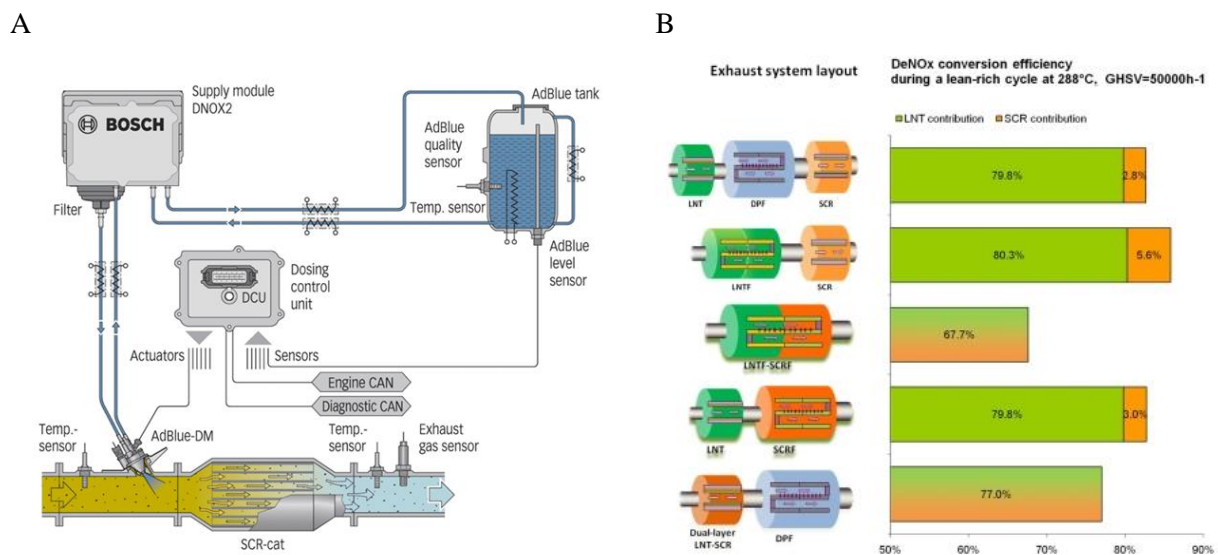 A
Supply module
DNOX2
BOSCH
Filter
AdBlue tank
AdBlue
quality
sensor
Temp. sensor
AdBlue
level
sensor
Dosing
control
unit
DCU
Actuators
Sensors
Engine CAN
Diagnostic CAN
Temp.-
sensor
AdBlue-DM
Temp.-
sensor
Exhaust
gas sensor
SCR-cat
B
Exhaust system layout
DeNOx conversion efficiency
during a lean-rich cycle at 288°C, GHSV=50000h-1
LNT contribution
SCR contribution
LNT
DPF
SCR
79.8%
2.8%
LNTF
SCR
80.3%
5.6%
LNTF-SCRF
67.7%
LNT
SCRF
79.8%
3.0%
Dual-layer
LNT-SCR
DPF
77.0%
50% 60% 70% 80% 90%